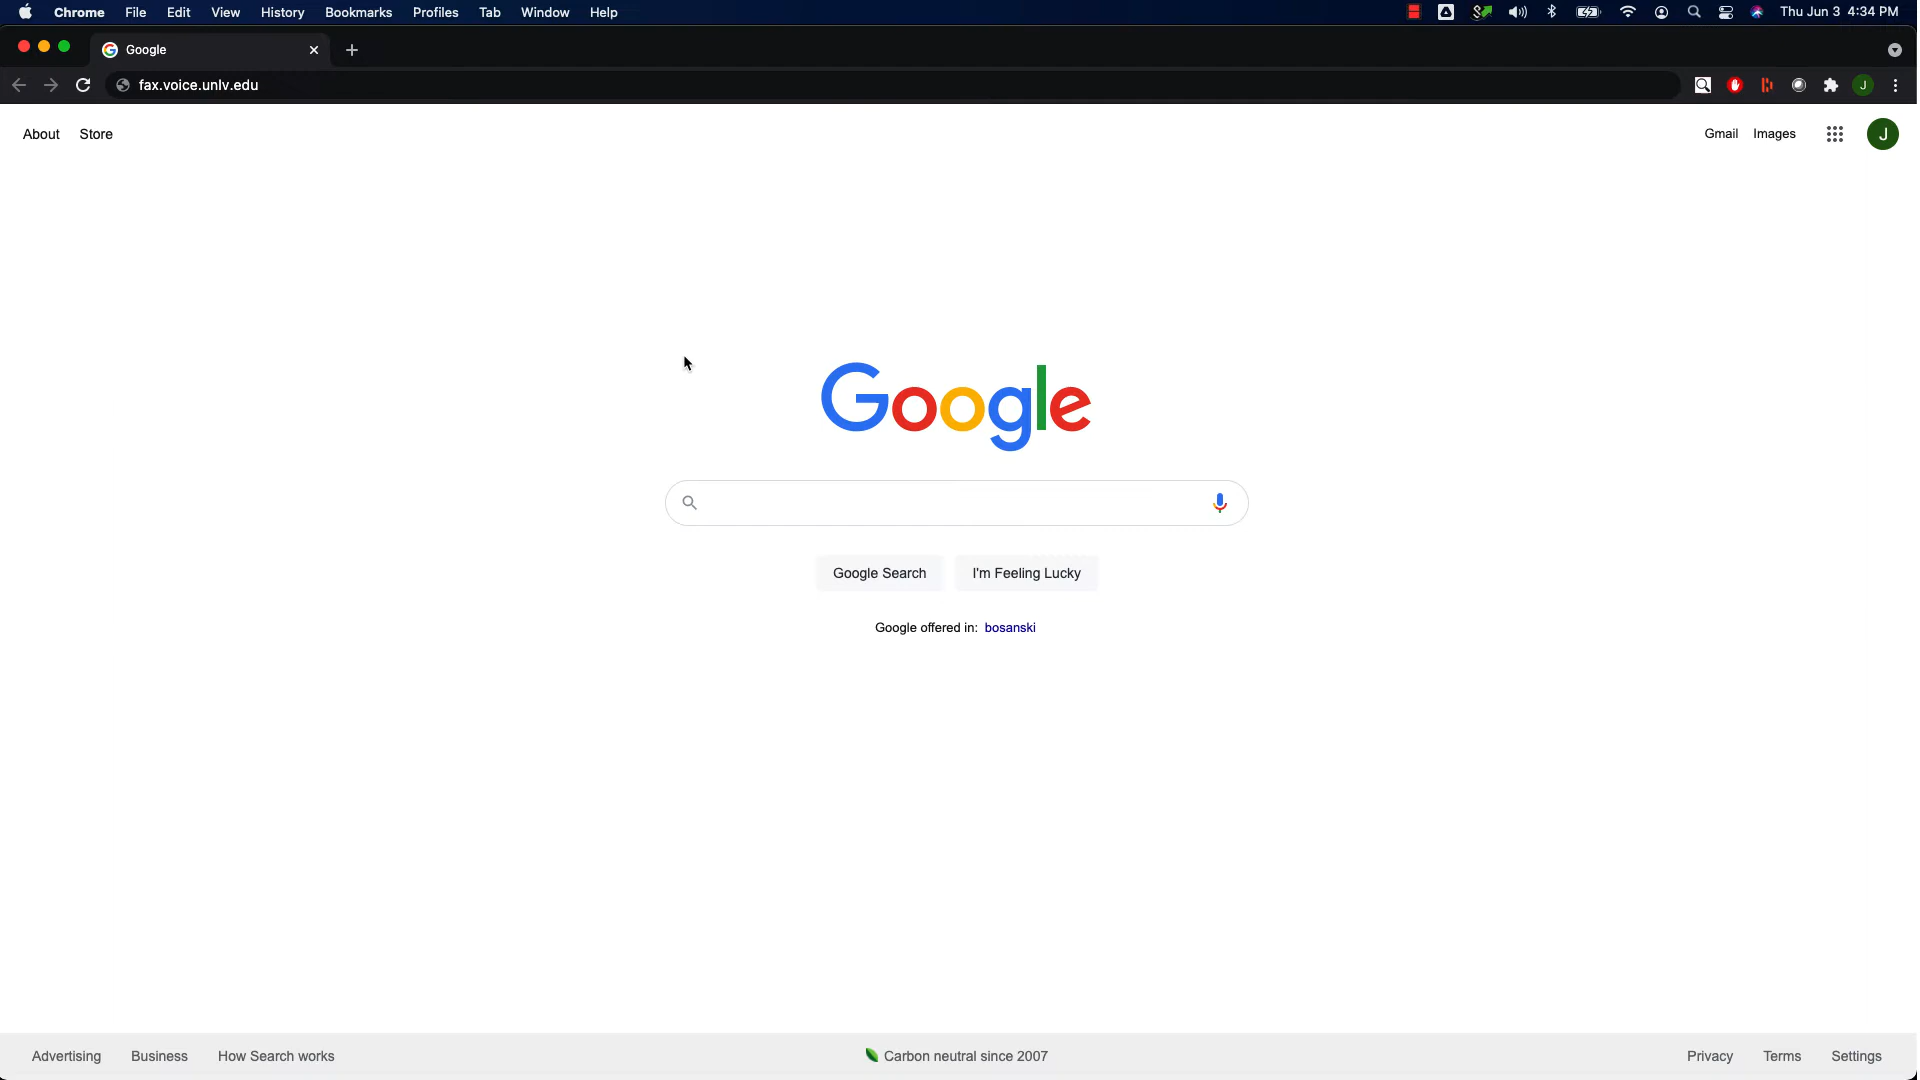 Chrome File Edit View History Bookmarks Profiles Tab Window Help Thu Jun 3 4:34 PM
Google
fax.voice.unlv.edu J
About Store Gmail Images J
Google
Google Search I'm Feeling Lucky
Google offered in: bosanski
Advertising Business How Search works Carbon neutral since 2007 Privacy Terms Settings